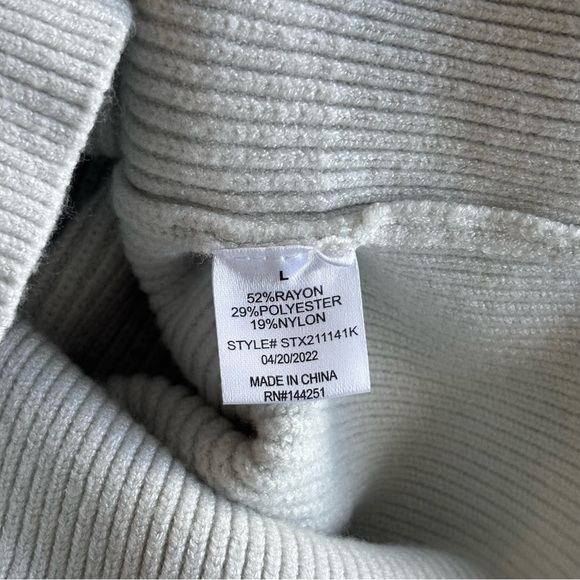 L
52%RAYON
29%POLYESTER
19%NYLON
STYLE# STX211141K
04/20/2022
MADE IN CHINA
RN#144251